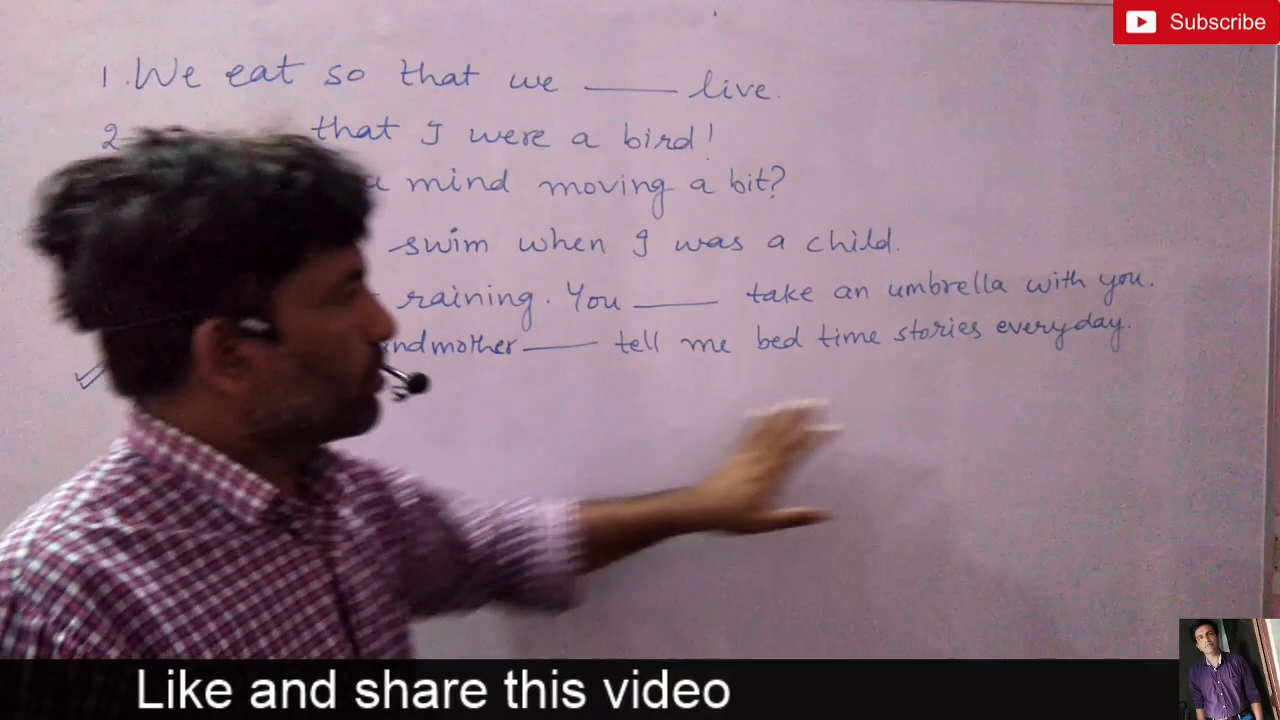 Subscribe
1. We eat so that we ____ live.
2. that I were a bird!
mind moving a bit?
swim when I was a child.
raining. You ____ take an umbrella with you.
____ tell me bed time stories everyday.
Like and share this video